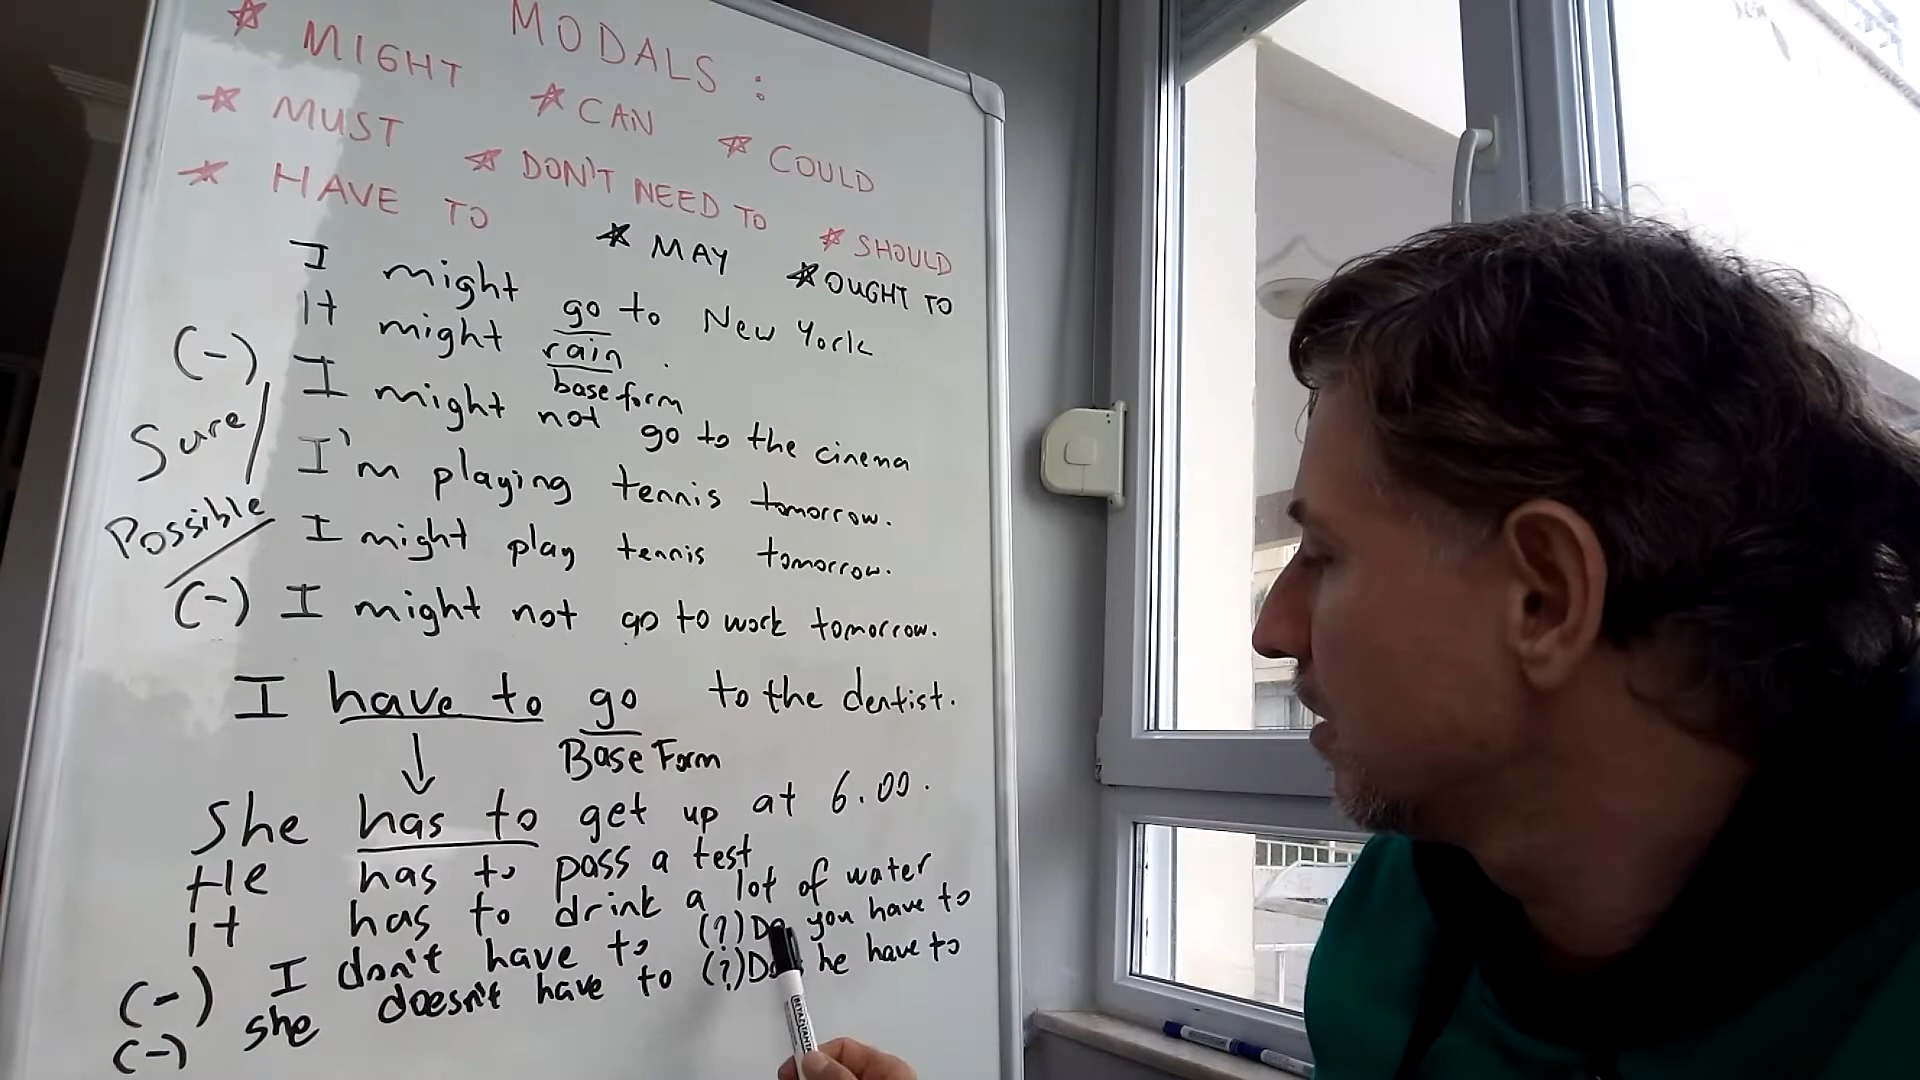 MODALS :
* MIGHT
* CAN
* MUST
* COULD
* HAVE TO
* DON'T NEED TO
* SHOULD
* MAY
* OUGHT TO
I might go to New York
It might rain .
base form
(-) I might not go to the cinema
Sure / I'm playing tennis tomorrow.
Possible / I might play tennis tomorrow.
(-) I might not go to work tomorrow.
I have to go to the dentist.
Base Form
She has to get up at 6.00.
He has to pass a test
it has to drink a lot of water
(-) I don't have to (?) Do you have to
(-) she doesn't have to (?) he have to